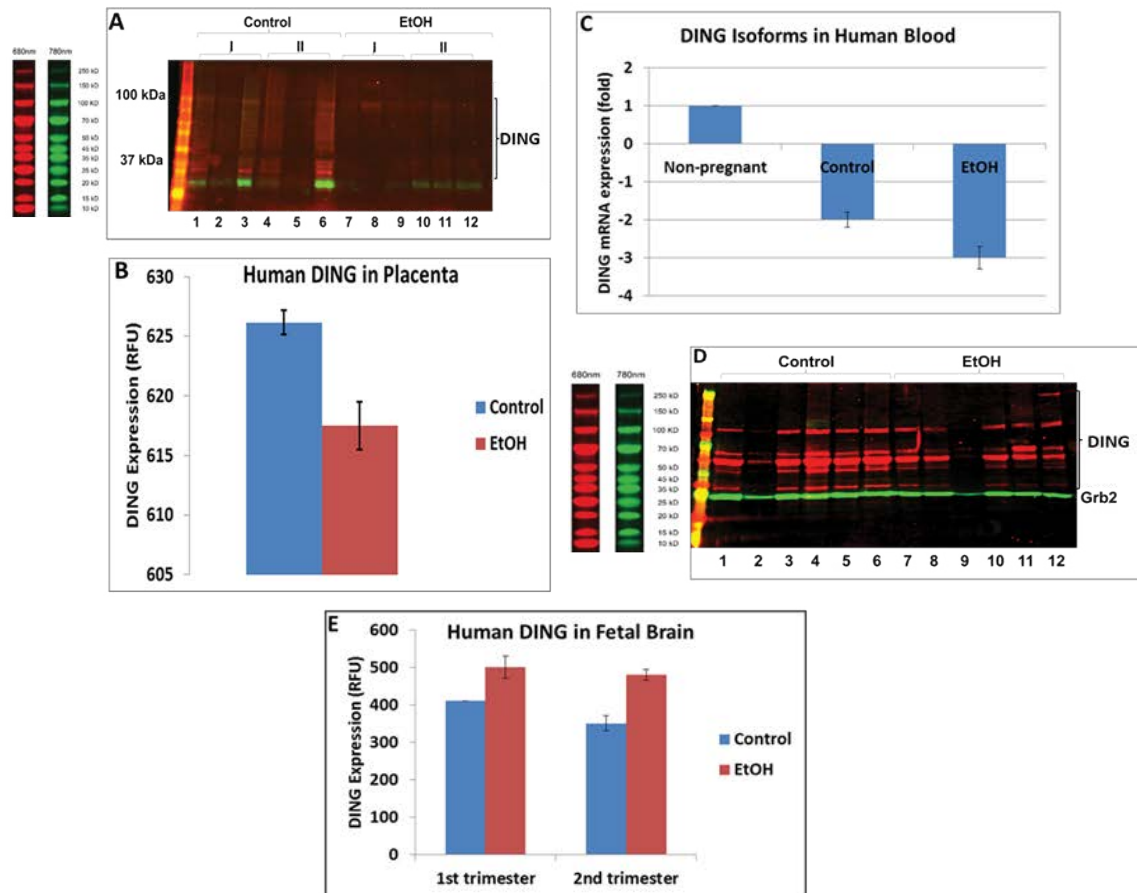 A
Control EtOH
J II J II
680nm 780nm
250 kD
150 kD
100 kD
70 kD
50 kD
40 kD
35 kD
25 kD
20 kD
15 kD
10 kD
100 kDa
37 kDa
DING
1 2 3 4 5 6 7 8 9 10 11 12
B
Human DING in Placenta
DING Expression (RFU)
630
625
620
615
610
605
Control
EtOH
C
DING Isoforms in Human Blood
DING mRNA expression (fold)
2
1
0
-1
-2
-3
-4
Non-pregnant Control EtOH
D
Control EtOH
680nm 780nm
250 kD
150 kD
100 KD
70 kD
50 kD
40 kD
35 kD
25 kD
20 kD
15 kD
10 kD
DING
Grb2
1 2 3 4 5 6 7 8 9 10 11 12
E
Human DING in Fetal Brain
DING Expression (RFU)
600
500
400
300
200
100
0
1st trimester 2nd trimester
Control
EtOH